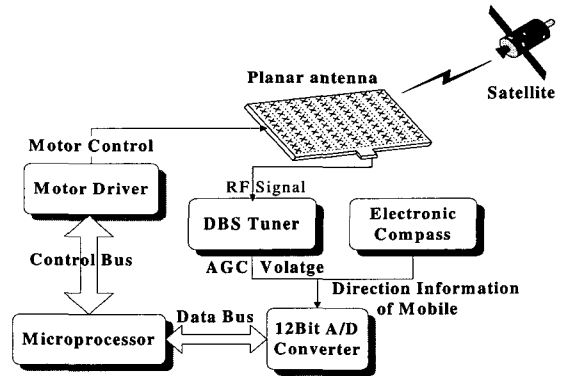 Planar antenna
Satellite
Motor Control
Motor Driver
RF Signal
DBS Tuner
Electronic
Compass
Control Bus
AGC Volatge
Direction Information
of Mobile
Data Bus
Microprocessor
12Bit A/D
Converter